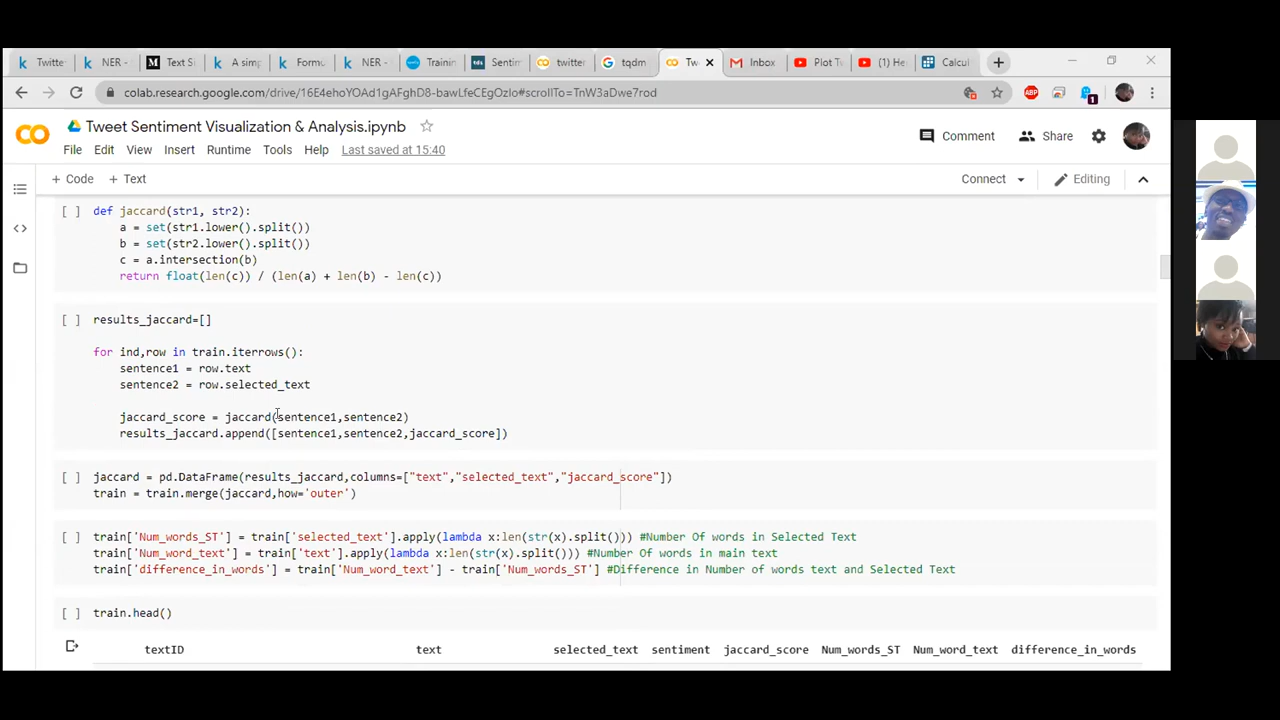 Twitter
NER -
Text S
A simp
Formu
NER -
Trainin
Sentim
twitter
tqdm
Tw
Inbox
Plot Tw
(1) He
Calcul
colab.research.google.com/drive/16E4ehoYOAd1gAFghD8-bawLfeCEgOzlo#scrollTo=TnW3aDwe7rod
ABP
1
Tweet Sentiment Visualization & Analysis.ipynb
Comment
Share
File Edit View Insert Runtime Tools Help Last saved at 15:40
+ Code + Text
Connect
Editing
[ ] def jaccard(str1, str2):
a = set(str1.lower().split())
b = set(str2.lower().split())
c = a.intersection(b)
return float(len(c)) / (len(a) + len(b) - len(c))
[ ] results_jaccard=[]
for ind,row in train.iterrows():
sentence1 = row.text
sentence2 = row.selected_text
jaccard_score = jaccard(sentence1,sentence2)
results_jaccard.append([sentence1,sentence2,jaccard_score])
[ ] jaccard = pd.DataFrame(results_jaccard,columns=["text","selected_text","jaccard_score"])
train = train.merge(jaccard,how='outer')
[ ] train['Num_words_ST'] = train['selected_text'].apply(lambda x:len(str(x).split())) #Number Of words in Selected Text
train['Num_word_text'] = train['text'].apply(lambda x:len(str(x).split())) #Number Of words in main text
train['difference_in_words'] = train['Num_word_text'] - train['Num_words_ST'] #Difference in Number of words text and Selected Text
[ ] train.head()
textID text selected_text sentiment jaccard_score Num_words_ST Num_word_text difference_in_words